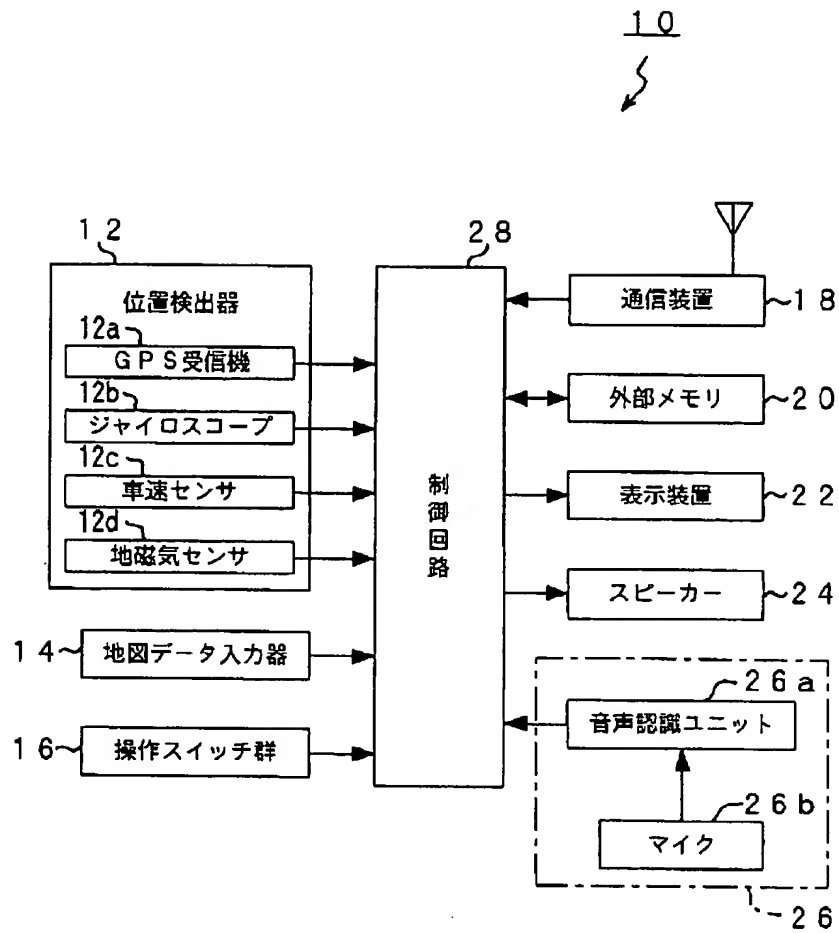 １０
１２
位置検出器
12a
ＧＰＳ受信機
12b
ジャイロスコープ
12c
車速センサ
12d
地磁気センサ
１４
地図データ入力器
１６
操作スイッチ群
２８
制御回路
通信装置
１８
外部メモリ
２０
表示装置
２２
スピーカー
２４
２６ａ
音声認識ユニット
２６ｂ
マイク
２６